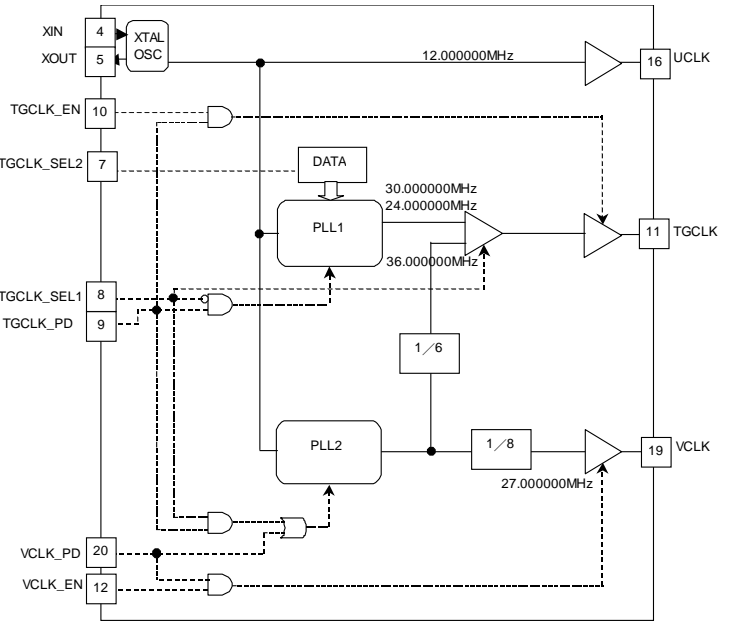 XIN 4
XOUT 5
XTAL
OSC
12.000000MHz
16 UCLK
TGCLK_EN 10
TGCLK_SEL2 7
DATA
30.000000MHz
24.000000MHz
PLL1
11 TGCLK
36.000000MHz
TGCLK_SEL1 8
TGCLK_PD 9
1／6
PLL2
1／8
19 VCLK
27.000000MHz
VCLK_PD 20
VCLK_EN 12